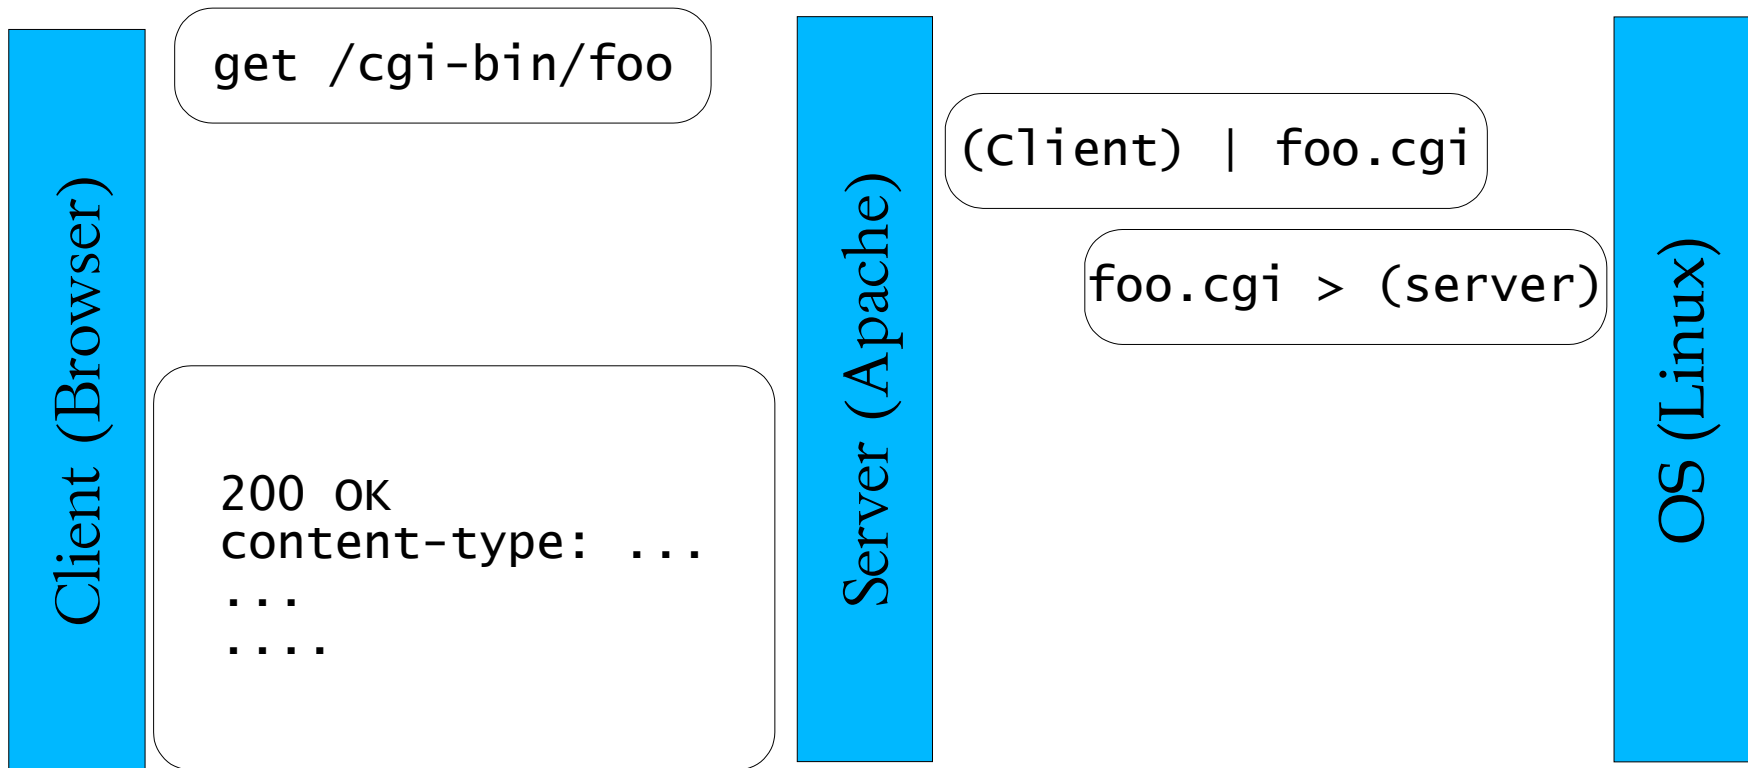 Client (Browser)
get /cgi-bin/foo
200 OK
content-type: ...
...
....
Server (Apache)
(Client) | foo.cgi
foo.cgi > (server)
OS (Linux)